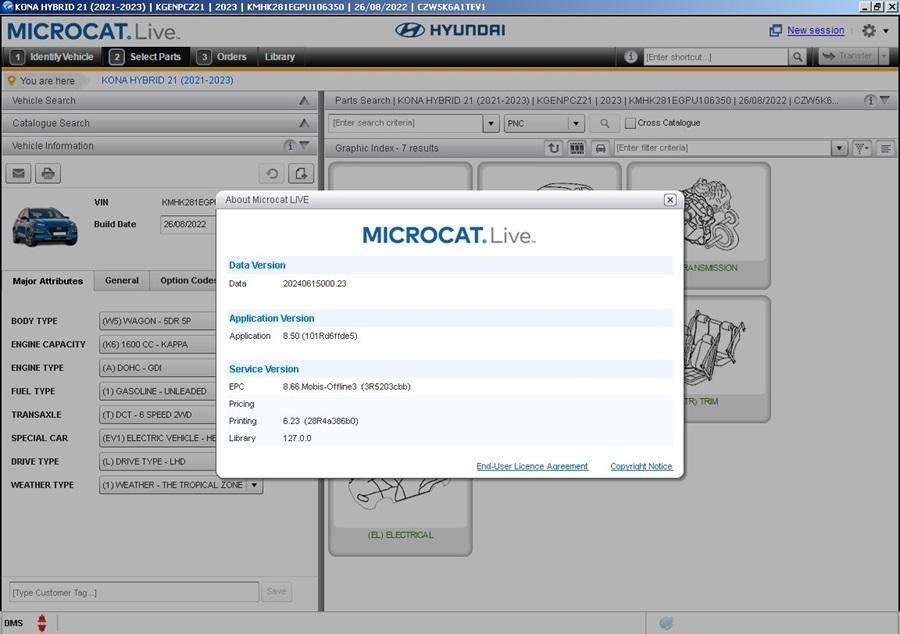 KONA HYBRID 21 (2021-2023) | KGENPCZ21 | 2023 | KMHK281EGPU106350 | 26/08/2022 | CZW5K6A1TEV1
MICROCAT.Live
HYUNDAI
New session
1 Identify Vehicle
2 Select Parts
3 Orders
Library
[Enter shortcut...]
Transfer
You are here
KONA HYBRID 21 (2021-2023)
Vehicle Search
Catalogue Search
Vehicle Information
Parts Search | KONA HYBRID 21 (2021-2023) | KGENPCZ21 | 2023 | KMHK281EGPU106350 | 26/08/2022 | CZW5K6...
[Enter search criteria]
PNC
Cross Catalogue
Graphic Index - 7 results
[Enter filter criteria]
VIN
KMHK281EGP
Build Date
26/08/2022
Major Attributes
General
Option Codes
BODY TYPE
(W5) WAGON - 5DR 5P
ENGINE CAPACITY
(K6) 1600 CC - KAPPA
ENGINE TYPE
(A) DOHC - GDI
FUEL TYPE
(1) GASOLINE - UNLEADED
TRANSAXLE
(T) DCT - 6 SPEED 2WD
SPECIAL CAR
(EV1) ELECTRIC VEHICLE - HE
DRIVE TYPE
(L) DRIVE TYPE - LHD
WEATHER TYPE
(1) WEATHER - THE TROPICAL ZONE
About Microcat LIVE
MICROCAT.Live
Data Version
Data 20240615000.23
Application Version
Application 8.50 (101Rd6ffde5)
Service Version
EPC 8.66.Mobis-Offline3 (3R5203cbb)
Pricing
Printing 6.23 (28R4a386b0)
Library 127.0.0
End-User Licence Agreement
Copyright Notice
RANSMISSION
TR) TRIM
(EL) ELECTRICAL
[Type Customer Tag...]
Save
DMS